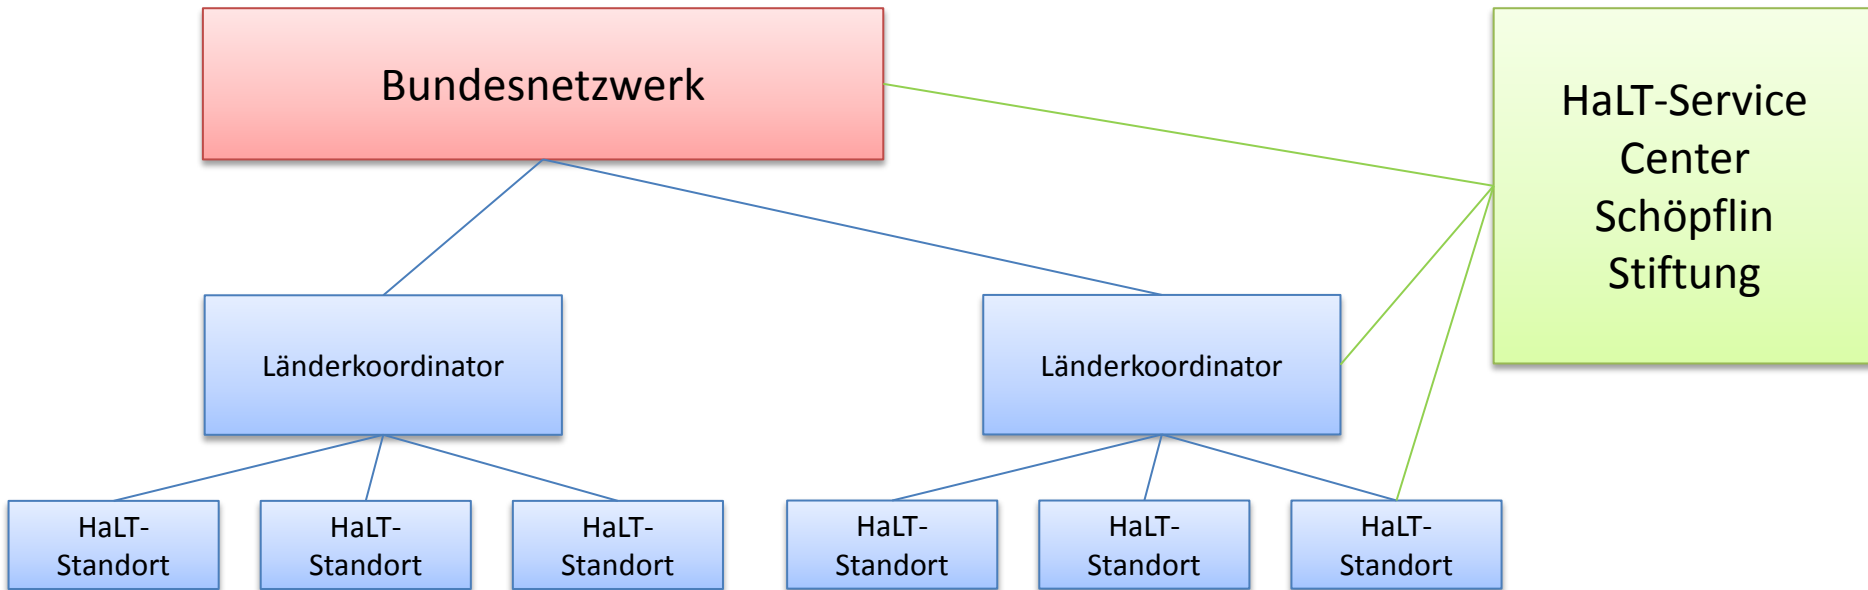 Bundesnetzwerk
HaLT-Service
Center
Schöpflin
Stiftung
Länderkoordinator
Länderkoordinator
HaLT-
Standort
HaLT-
Standort
HaLT-
Standort
HaLT-
Standort
HaLT-
Standort
HaLT-
Standort